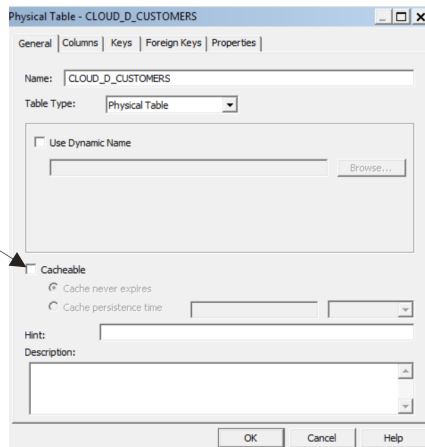 Physical Table - CLOUD_D_CUSTOMERS
General Columns Keys Foreign Keys Properties
Name: CLOUD_D_CUSTOMERS
Table Type: Physical Table
Use Dynamic Name
Browse...
Cacheable
Cache never expires
Cache persistence time
Hint:
Description:
OK Cancel Help